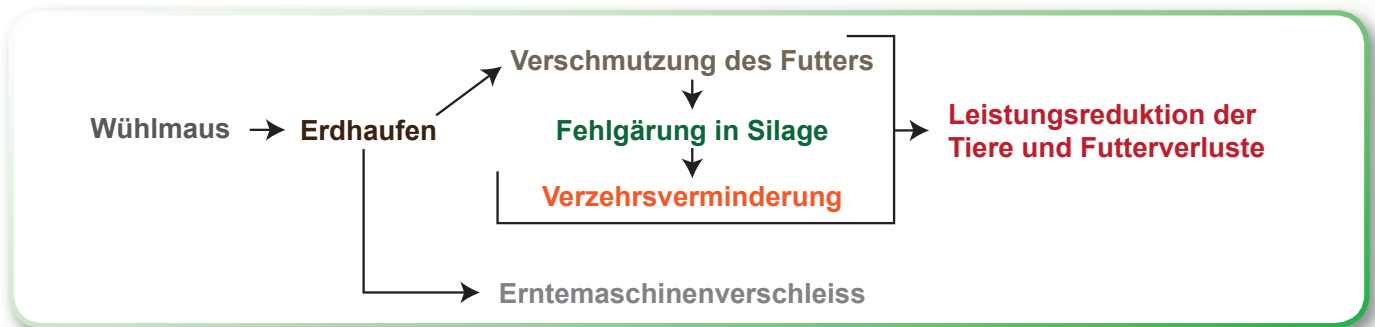 Verschmutzung des Futters
Wühlmaus
Erdhaufen
Fehlgärung in Silage
Leistungsreduktion der
Tiere und Futterverluste
Verzehrsverminderung
Erntemaschinenverschleiss